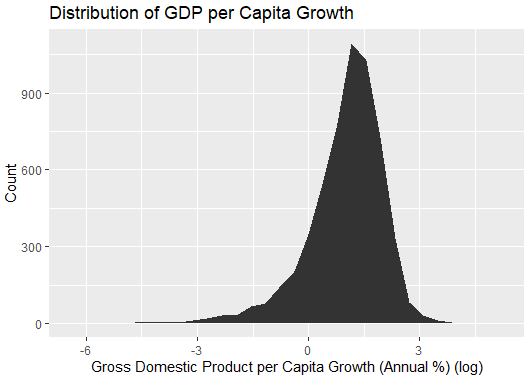 Distribution of GDP per Capita Growth
900
600
300
0
Count
-6
-3
0
3
Gross Domestic Product per Capita Growth (Annual %) (log)